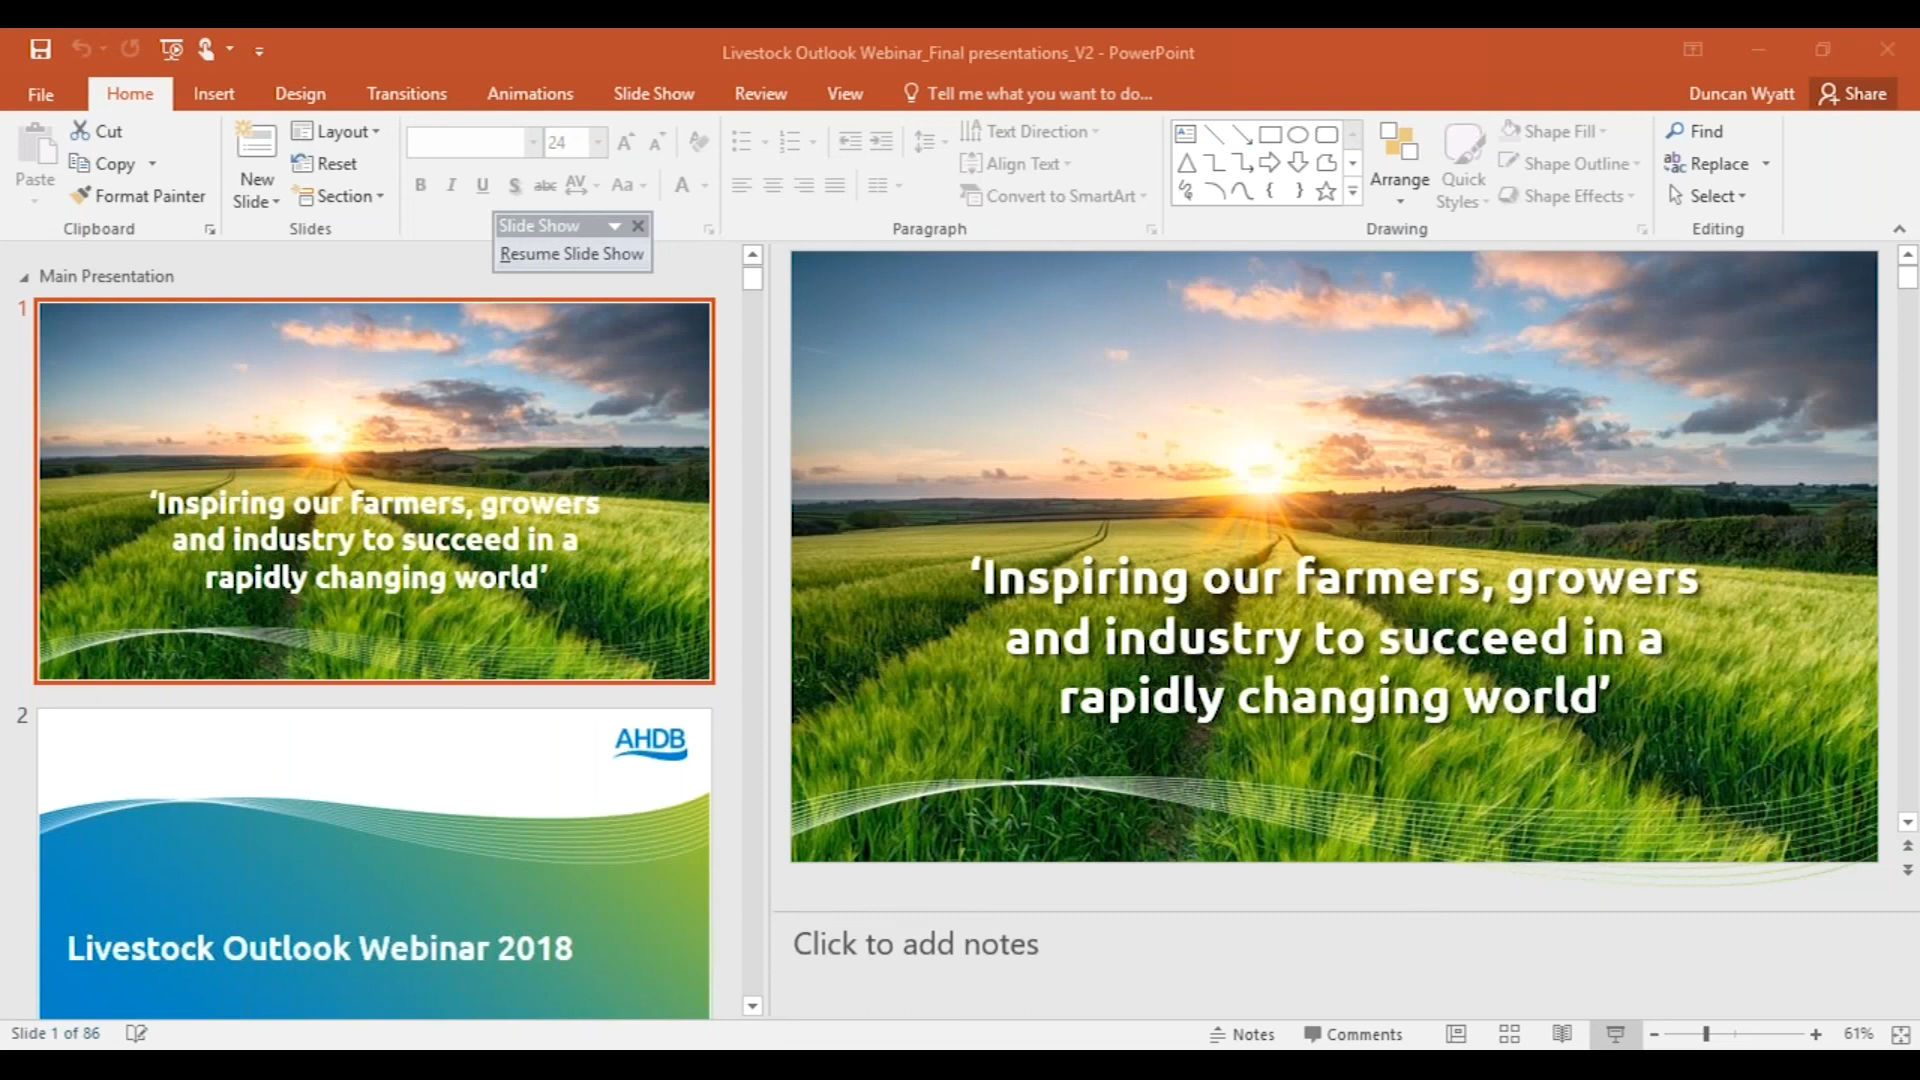 Livestock Outlook Webinar_Final presentations_V2 - PowerPoint
File Home Insert Design Transitions Animations Slide Show Review View Tell me what you want to do... Duncan Wyatt Share
Paste
Cut
Copy
Format Painter
Clipboard
New Slide
Layout
Reset
Section
Slides
24
B I U S abc AV Aa A
Text Direction
Align Text
Convert to SmartArt
Paragraph
Arrange
Quick Styles
Shape Fill
Shape Outline
Shape Effects
Drawing
Find
Replace
Select
Editing
Slide Show
Resume Slide Show
Main Presentation
1
‘Inspiring our farmers, growers
and industry to succeed in a
rapidly changing world’
2
AHDB
Livestock Outlook Webinar 2018
‘Inspiring our farmers, growers
and industry to succeed in a
rapidly changing world’
Click to add notes
Slide 1 of 86 Notes Comments 61%